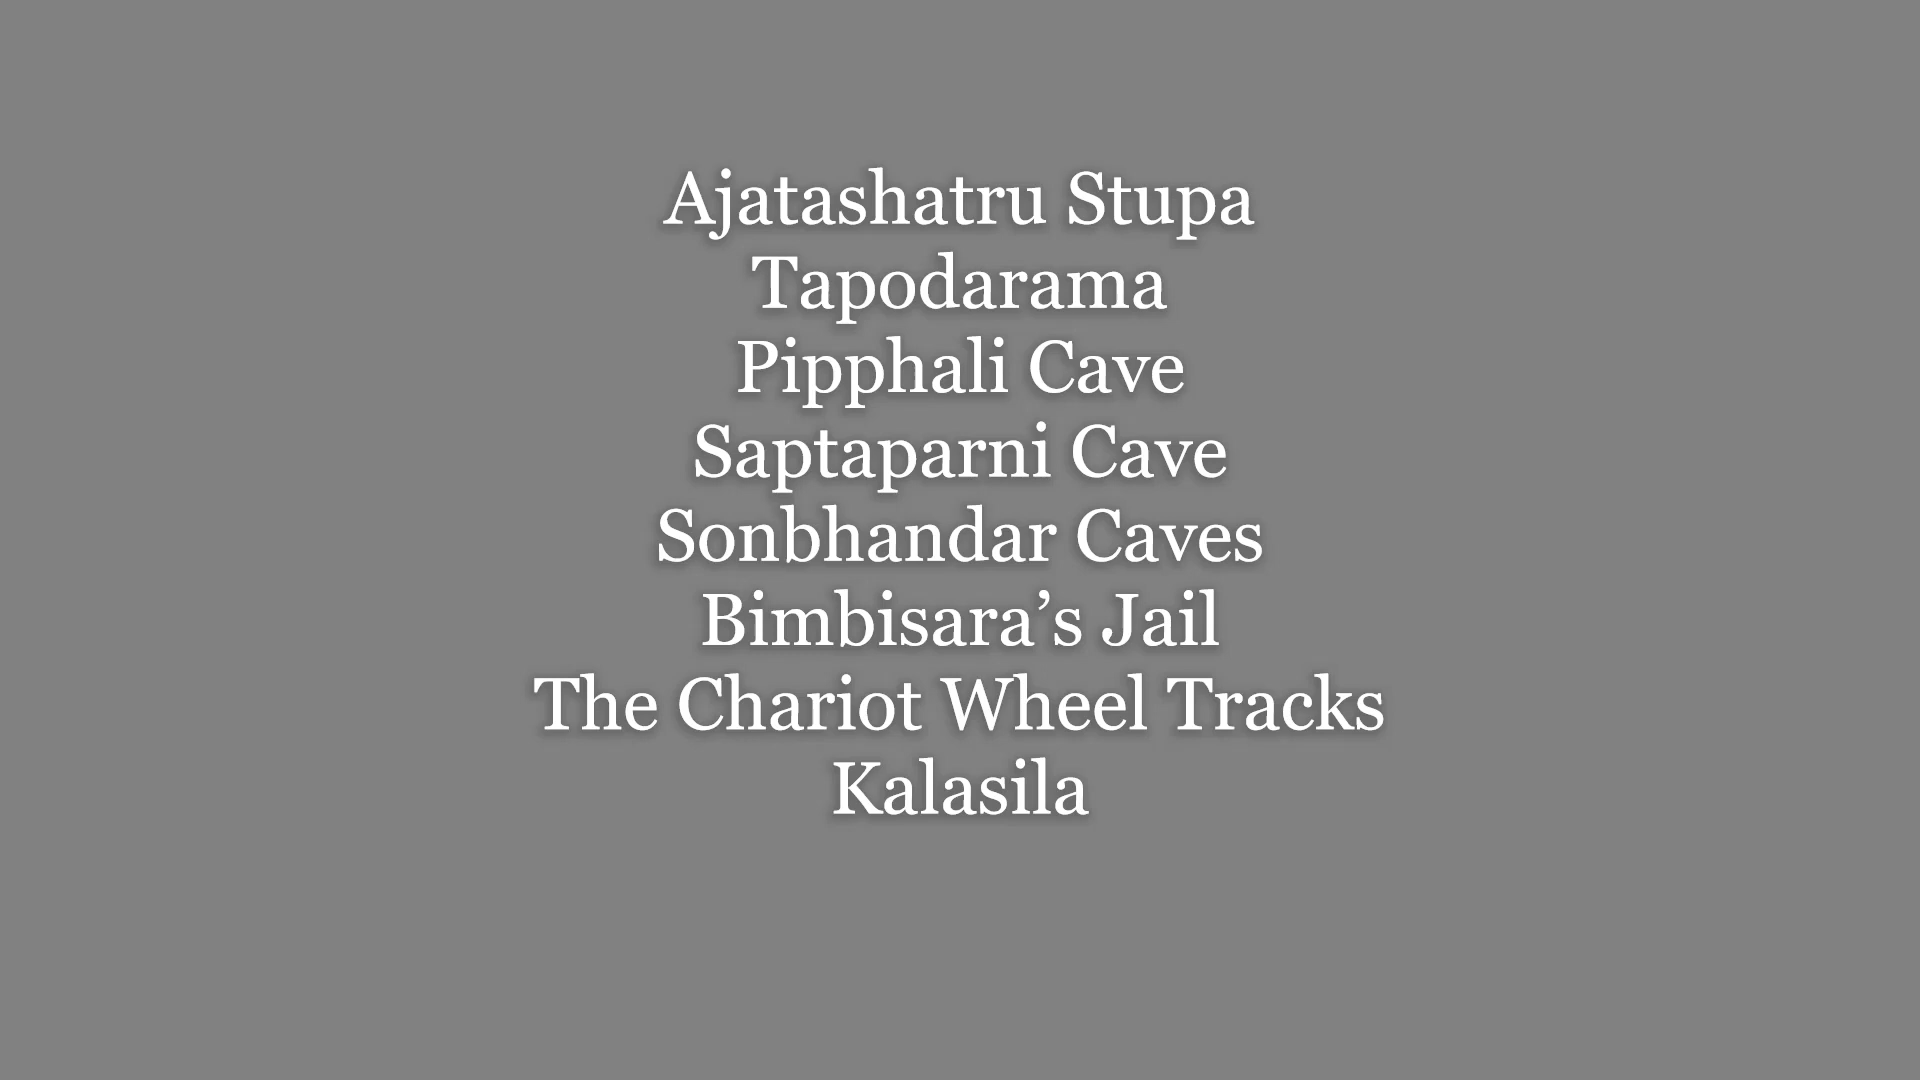 Ajatashatru Stupa
Tapodarama
Pipphali Cave
Saptaparni Cave
Sonbhandar Caves
Bimbisara’s Jail
The Chariot Wheel Tracks
Kalasila